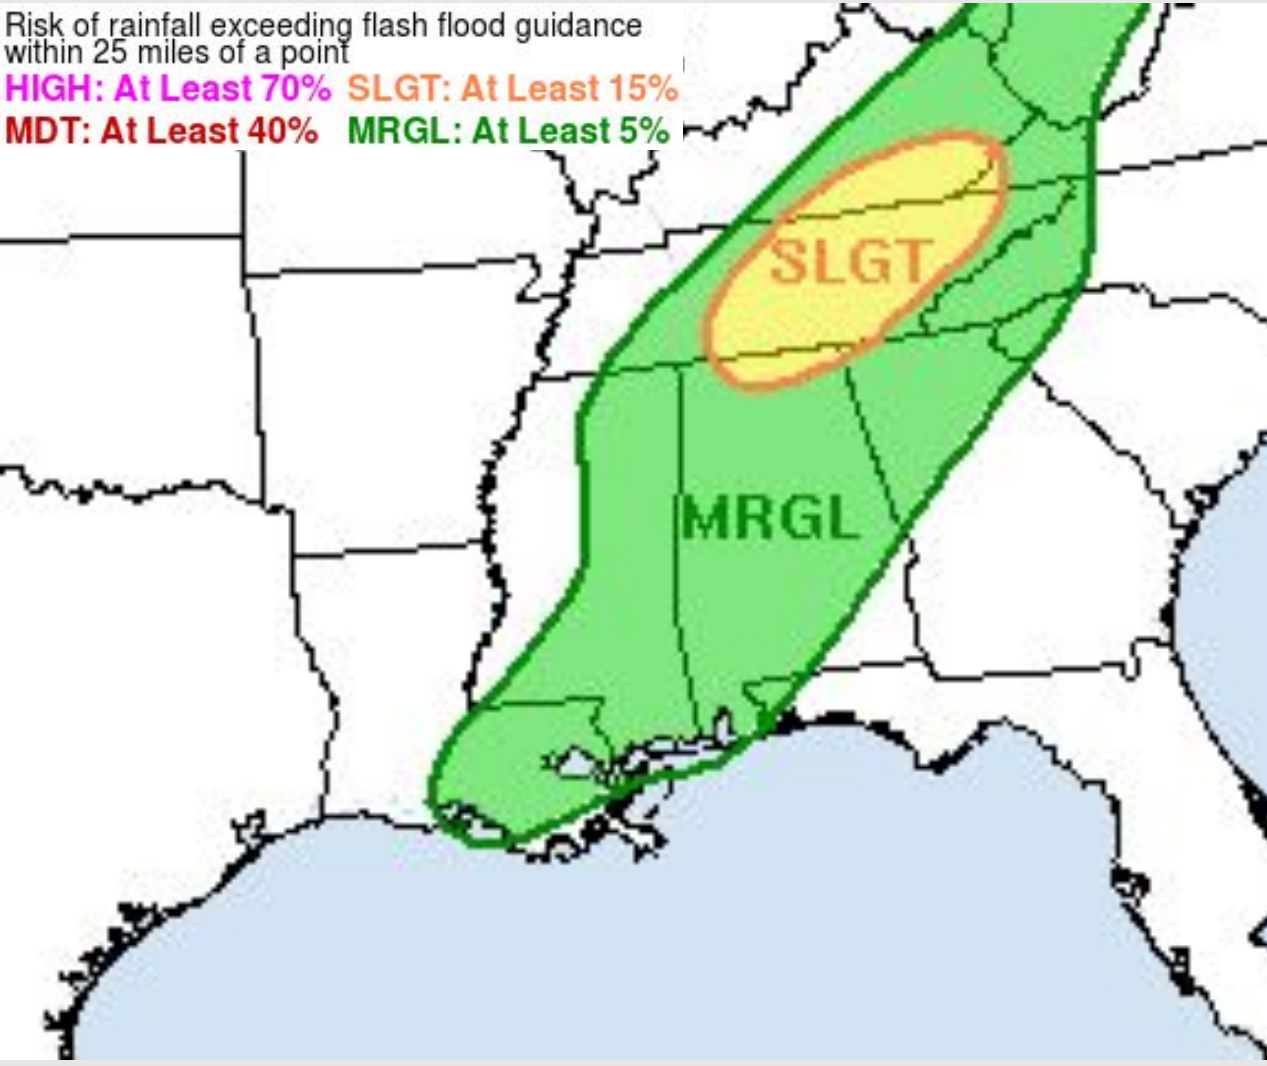 Risk of rainfall exceeding flash flood guidance
within 25 miles of a point
HIGH: At Least 70% SLGT: At Least 15%
MDT: At Least 40% MRGL: At Least 5%
SLGT
MRGL